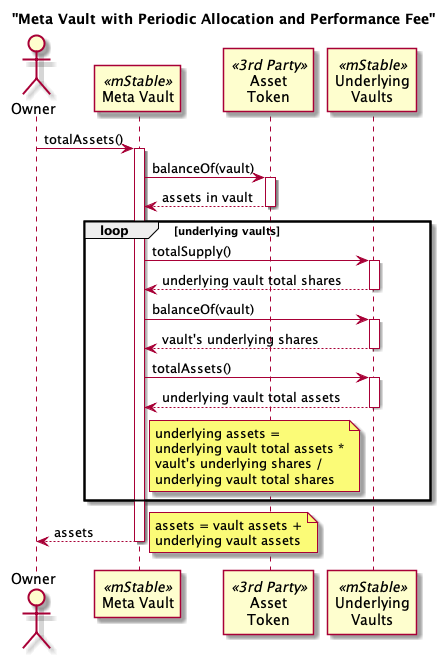 "Meta Vault with Periodic Allocation and Performance Fee"
Owner
«mStable»
Meta Vault
«3rd Party»
Asset
Token
«mStable»
Underlying
Vaults
totalAssets()
balanceOf(vault)
assets in vault
loop
[underlying vaults]
totalSupply()
underlying vault total shares
balanceOf(vault)
vault's underlying shares
totalAssets()
underlying vault total assets
underlying assets =
underlying vault total assets *
vault's underlying shares /
underlying vault total shares
assets
assets = vault assets +
underlying vault assets
Owner
«mStable»
Meta Vault
«3rd Party»
Asset
Token
«mStable»
Underlying
Vaults